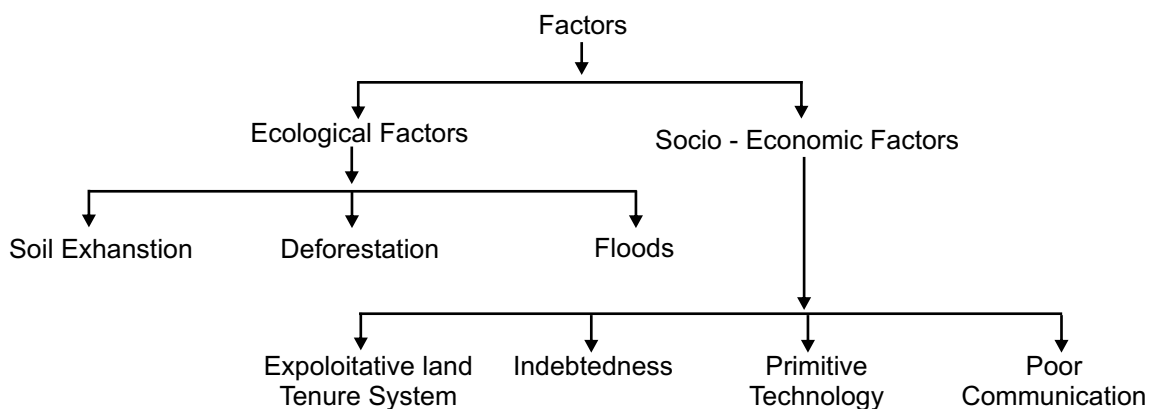 Factors
Ecological Factors
Socio - Economic Factors
Soil Exhanstion
Deforestation
Floods
Expoloitative land
Tenure System
Indebtedness
Primitive
Technology
Poor
Communication